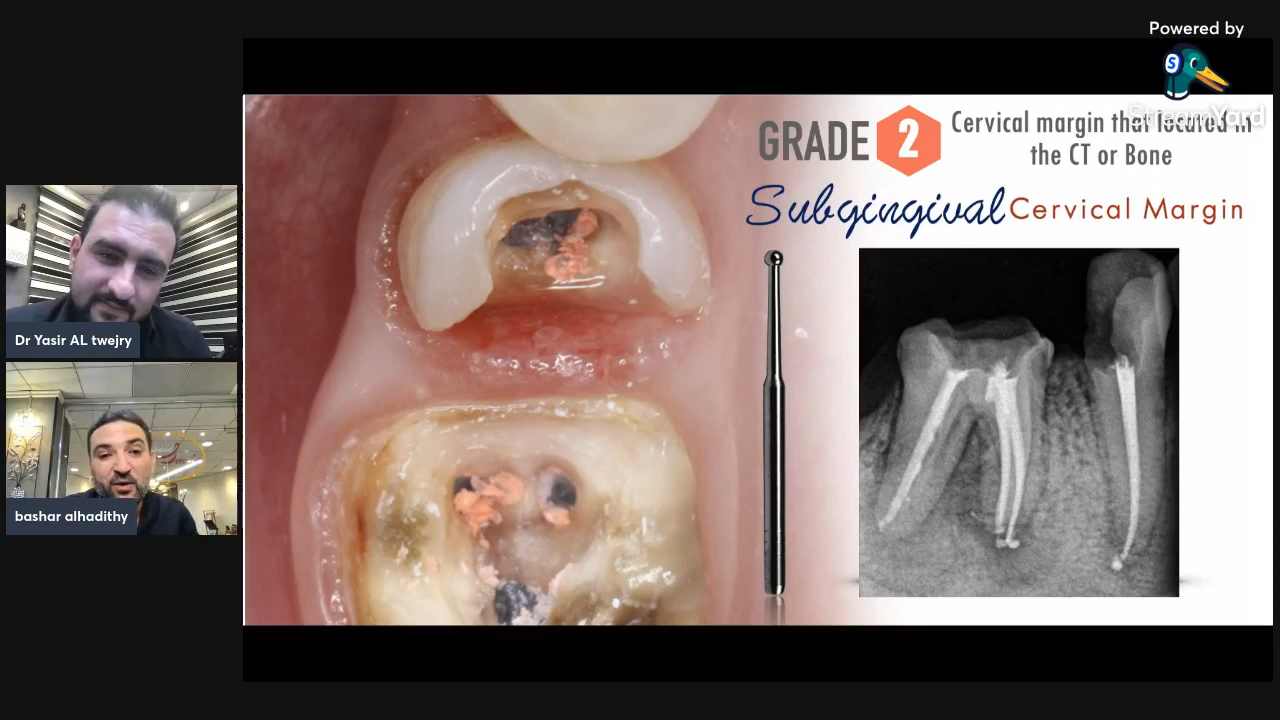 Powered by
S
StreamYard
GRADE 2
Cervical margin that located in
the CT or Bone
Subgingival Cervical Margin
Dr Yasir AL twejry
bashar alhadithy